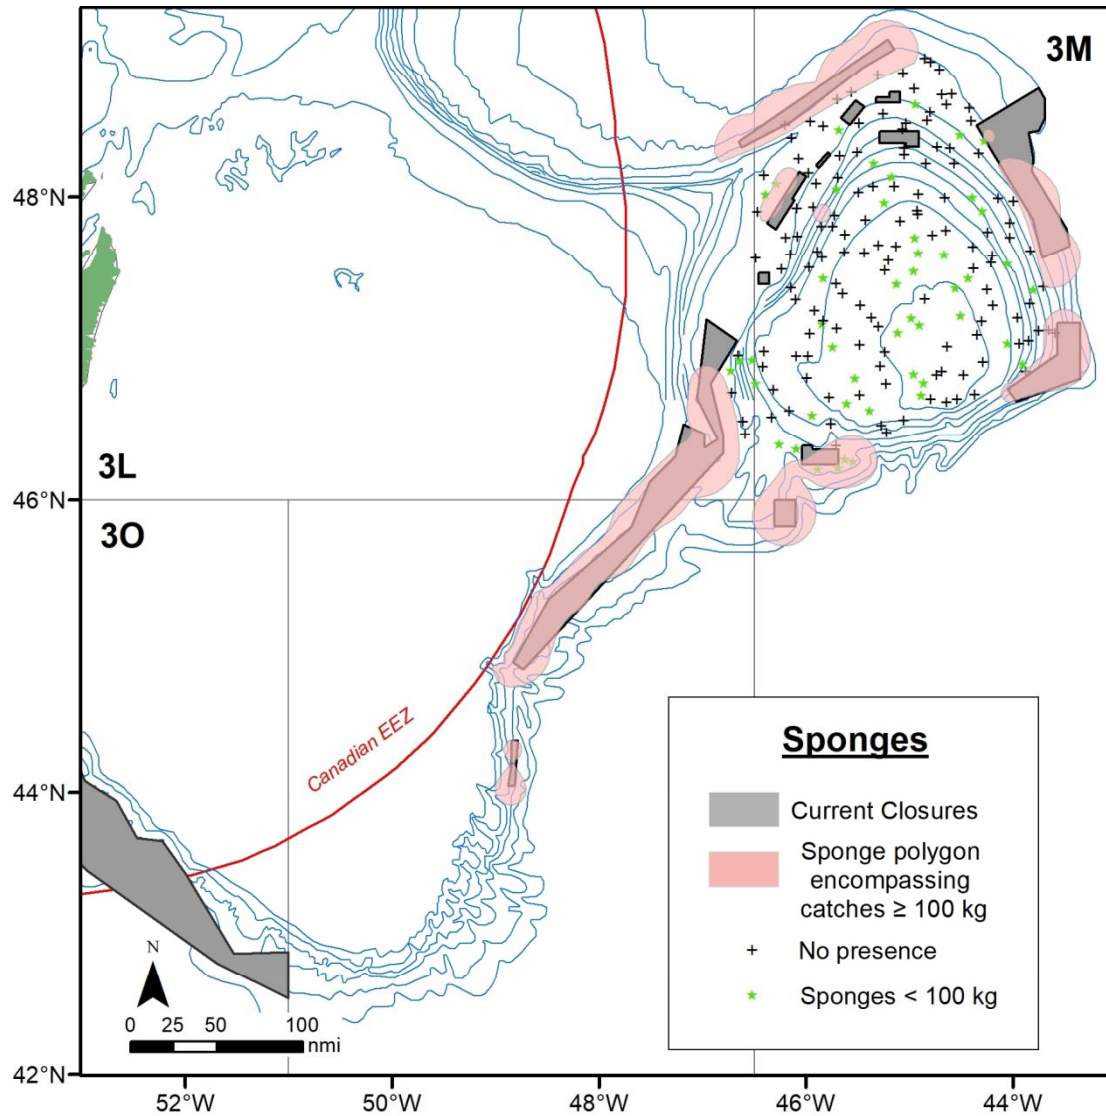 3M
48°N
3L
46°N
3O
Canadian EEZ
44°N
42°N
N
0 25 50 100
nmi
52°W 50°W 48°W 46°W 44°W
Sponges
Current Closures
Sponge polygon
encompassing
catches ≥ 100 kg
No presence
Sponges < 100 kg